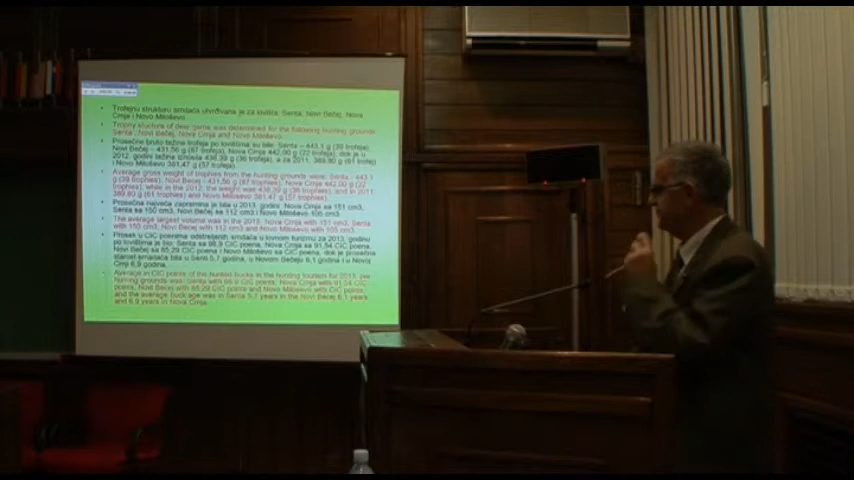 Trofejnu strukturu srndaća utvrđivana je za lovišta: Senta, Novi Bečej, Nova
Crnja i Novo Miloševo.
Trophy stucture of deer game was determined for the following hunting grounds:
Senta, Novi Bečej, Nova Crnja and Novo Miloševo.
Prosečne bruto težine trofeja po lovištima su bile: Senta – 443,1 g (39 trofeja),
Novi Bečej – 431,56 g (67 trofeja), Nova Crnja 442,00 g (22 trofeja), dok je u
2012. godini težina iznosila 436,39 g (36 trofeja), a za 2011: 389,80 g (61 trofej)
i Novo Miloševo 381,47 g (57 trofeja).
Average gross weight of trophies from the hunting grounds were: Senta - 443,1
g (39 trophies), Novi Bečej - 431,56 g (67 trophies), Nova Crnja 442,00 g (22
trophies), while in the 2012. the weight was 436,39 g (36 trophies), and in 2011:
389,80 g (61 trophies) and Novo Miloševo 381,47 g (57 trophies).
Prosečna najveća zapremina je bila u 2013. godini: Nova Crnja sa 151 cm3,
Senta sa 150 cm3, Novi Bečej sa 112 cm3 i Novo Miloševo 105 cm3.
The average largest volume was in the 2013: Nova Crnja with 151 cm3, Senta
with 150 cm3, Novi Bečej with 112 cm3 and Novo Miloševo with 105 cm3.
Prosek u CIC poenima odstreljenih srndaća u lovnom turizmu za 2013. godinu
po lovištima je bio: Senta sa 98,9 CIC poena, Nova Crnja sa 91,54 CIC poena,
Novi Bečej sa 85,29 CIC poena i Novo Miloševo sa CIC poena, dok je prosečna
starost srndaća bila u Senti 5,7 godina, u Novom Bečeju 6,1 godina i u Novoj
Crnji 6,9 godina.
Average in CIC points of the hunted bucks in the hunting tourism for 2013. per
hunting grounds was: Senta with 98,9 CIC points, Nova Crnja with 91,54 CIC
points, Novi Bečej with 85,29 CIC points and Novo Miloševo with CIC points,
and the average buck age was in Senta 5,7 years in the Novi Bečej 6,1 years
and 6,9 years in Nova Crnja.